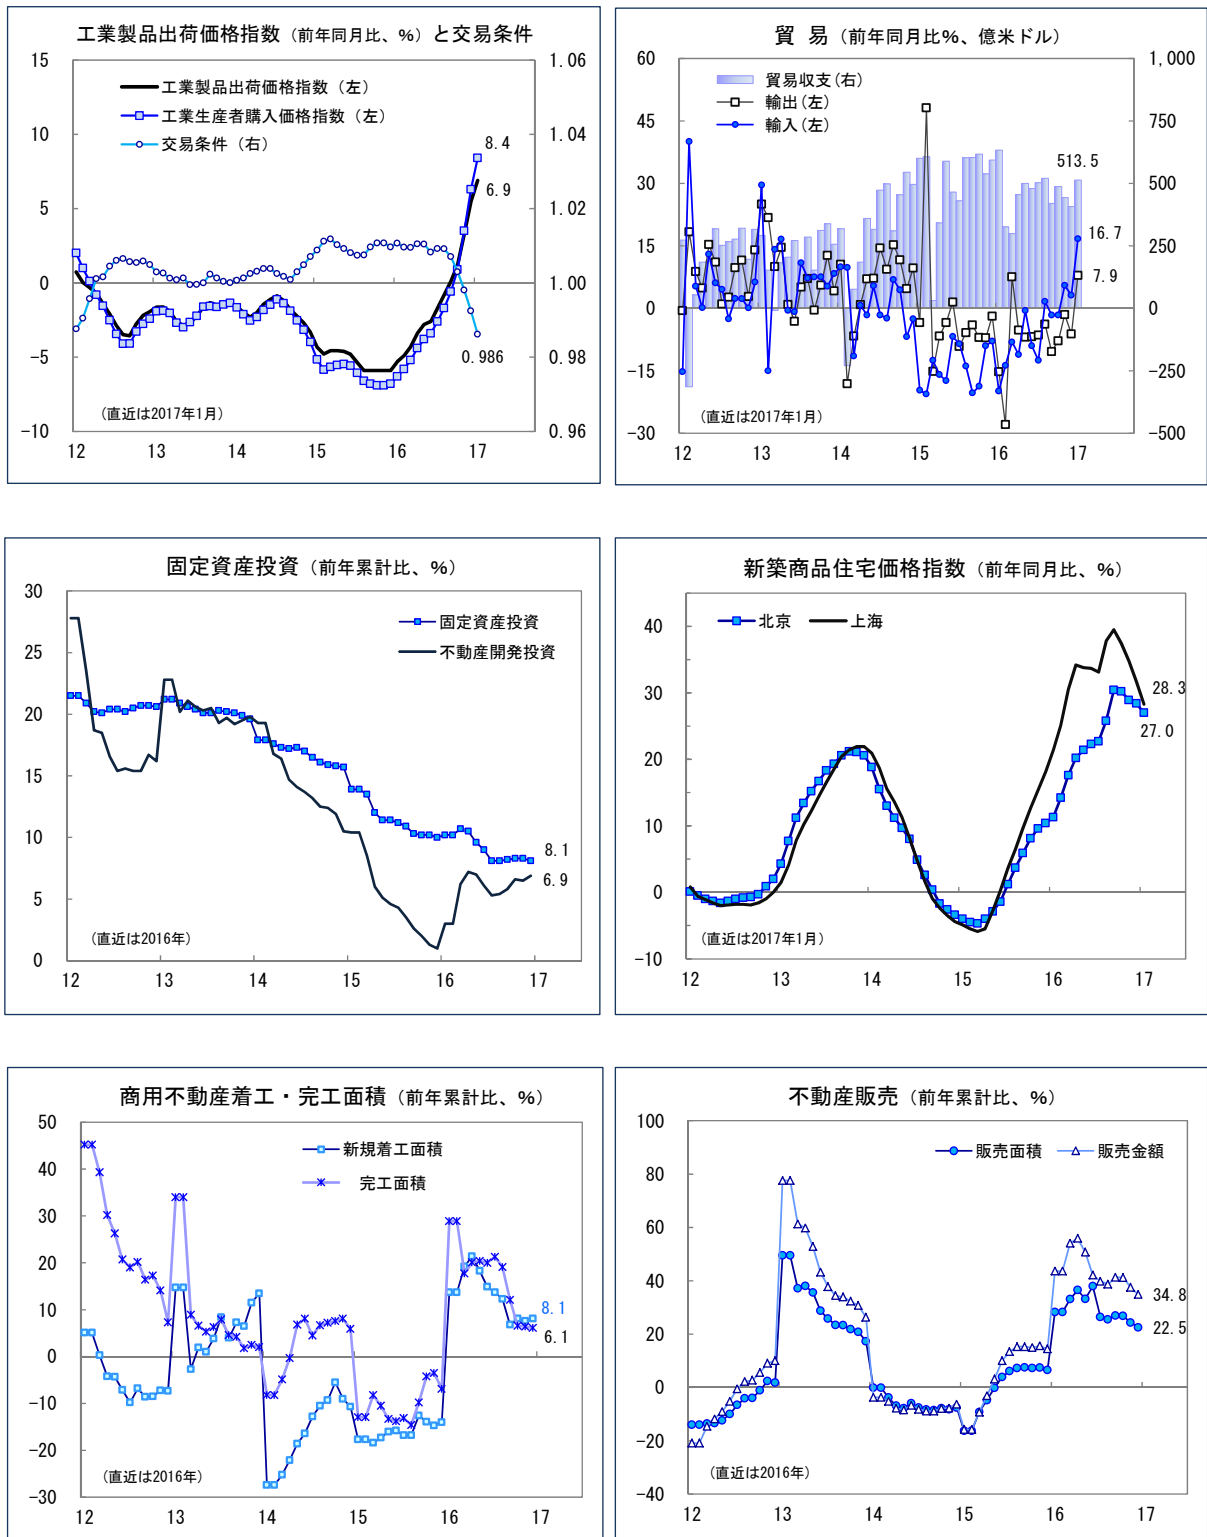 工業製品出荷価格指数（前年同月比、%）と交易条件
15
10
5
0
-5
-10
1.06
1.04
1.02
1.00
0.98
0.96
工業製品出荷価格指数（左）
工業生産者購入価格指数（左）
交易条件（右）
8.4
6.9
0.986
（直近は2017年1月）
12 13 14 15 16 17
貿 易（前年同月比%、億米ドル）
60
45
30
15
0
-15
-30
1,000
750
500
250
0
-250
-500
貿易収支(右)
輸出(左)
輸入(左)
513.5
16.7
7.9
（直近は2017年1月）
12 13 14 15 16 17
固定資産投資（前年累計比、%）
30
25
20
15
10
5
0
固定資産投資
不動産開発投資
8.1
6.9
（直近は2016年）
12 13 14 15 16 17
新築商品住宅価格指数（前年同月比、%）
40
30
20
10
0
-10
北京 上海
28.3
27.0
（直近は2017年1月）
12 13 14 15 16 17
商用不動産着工・完工面積（前年累計比、%）
50
40
30
20
10
0
-10
-20
-30
新規着工面積
完工面積
8.1
6.1
（直近は2016年）
12 13 14 15 16 17
不動産販売（前年累計比、%）
100
80
60
40
20
0
-20
-40
販売面積 販売金額
34.8
22.5
（直近は2016年）
12 13 14 15 16 17